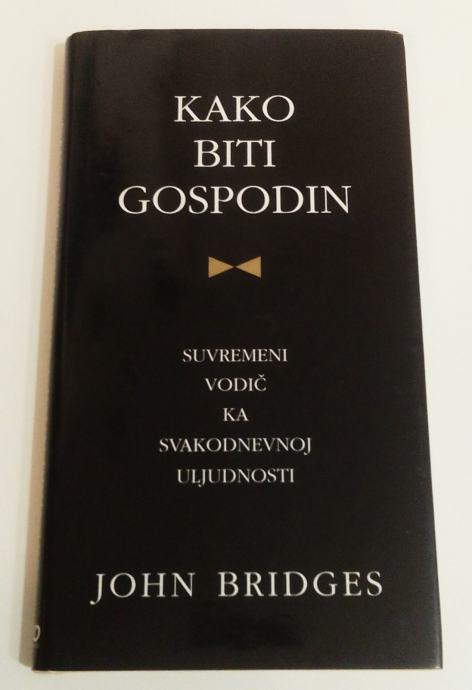 KAKO
BITI
GOSPODIN
SUVREMENI
VODIČ
KA
SVAKODNEVNOJ
ULJUDNOSTI
JOHN BRIDGES